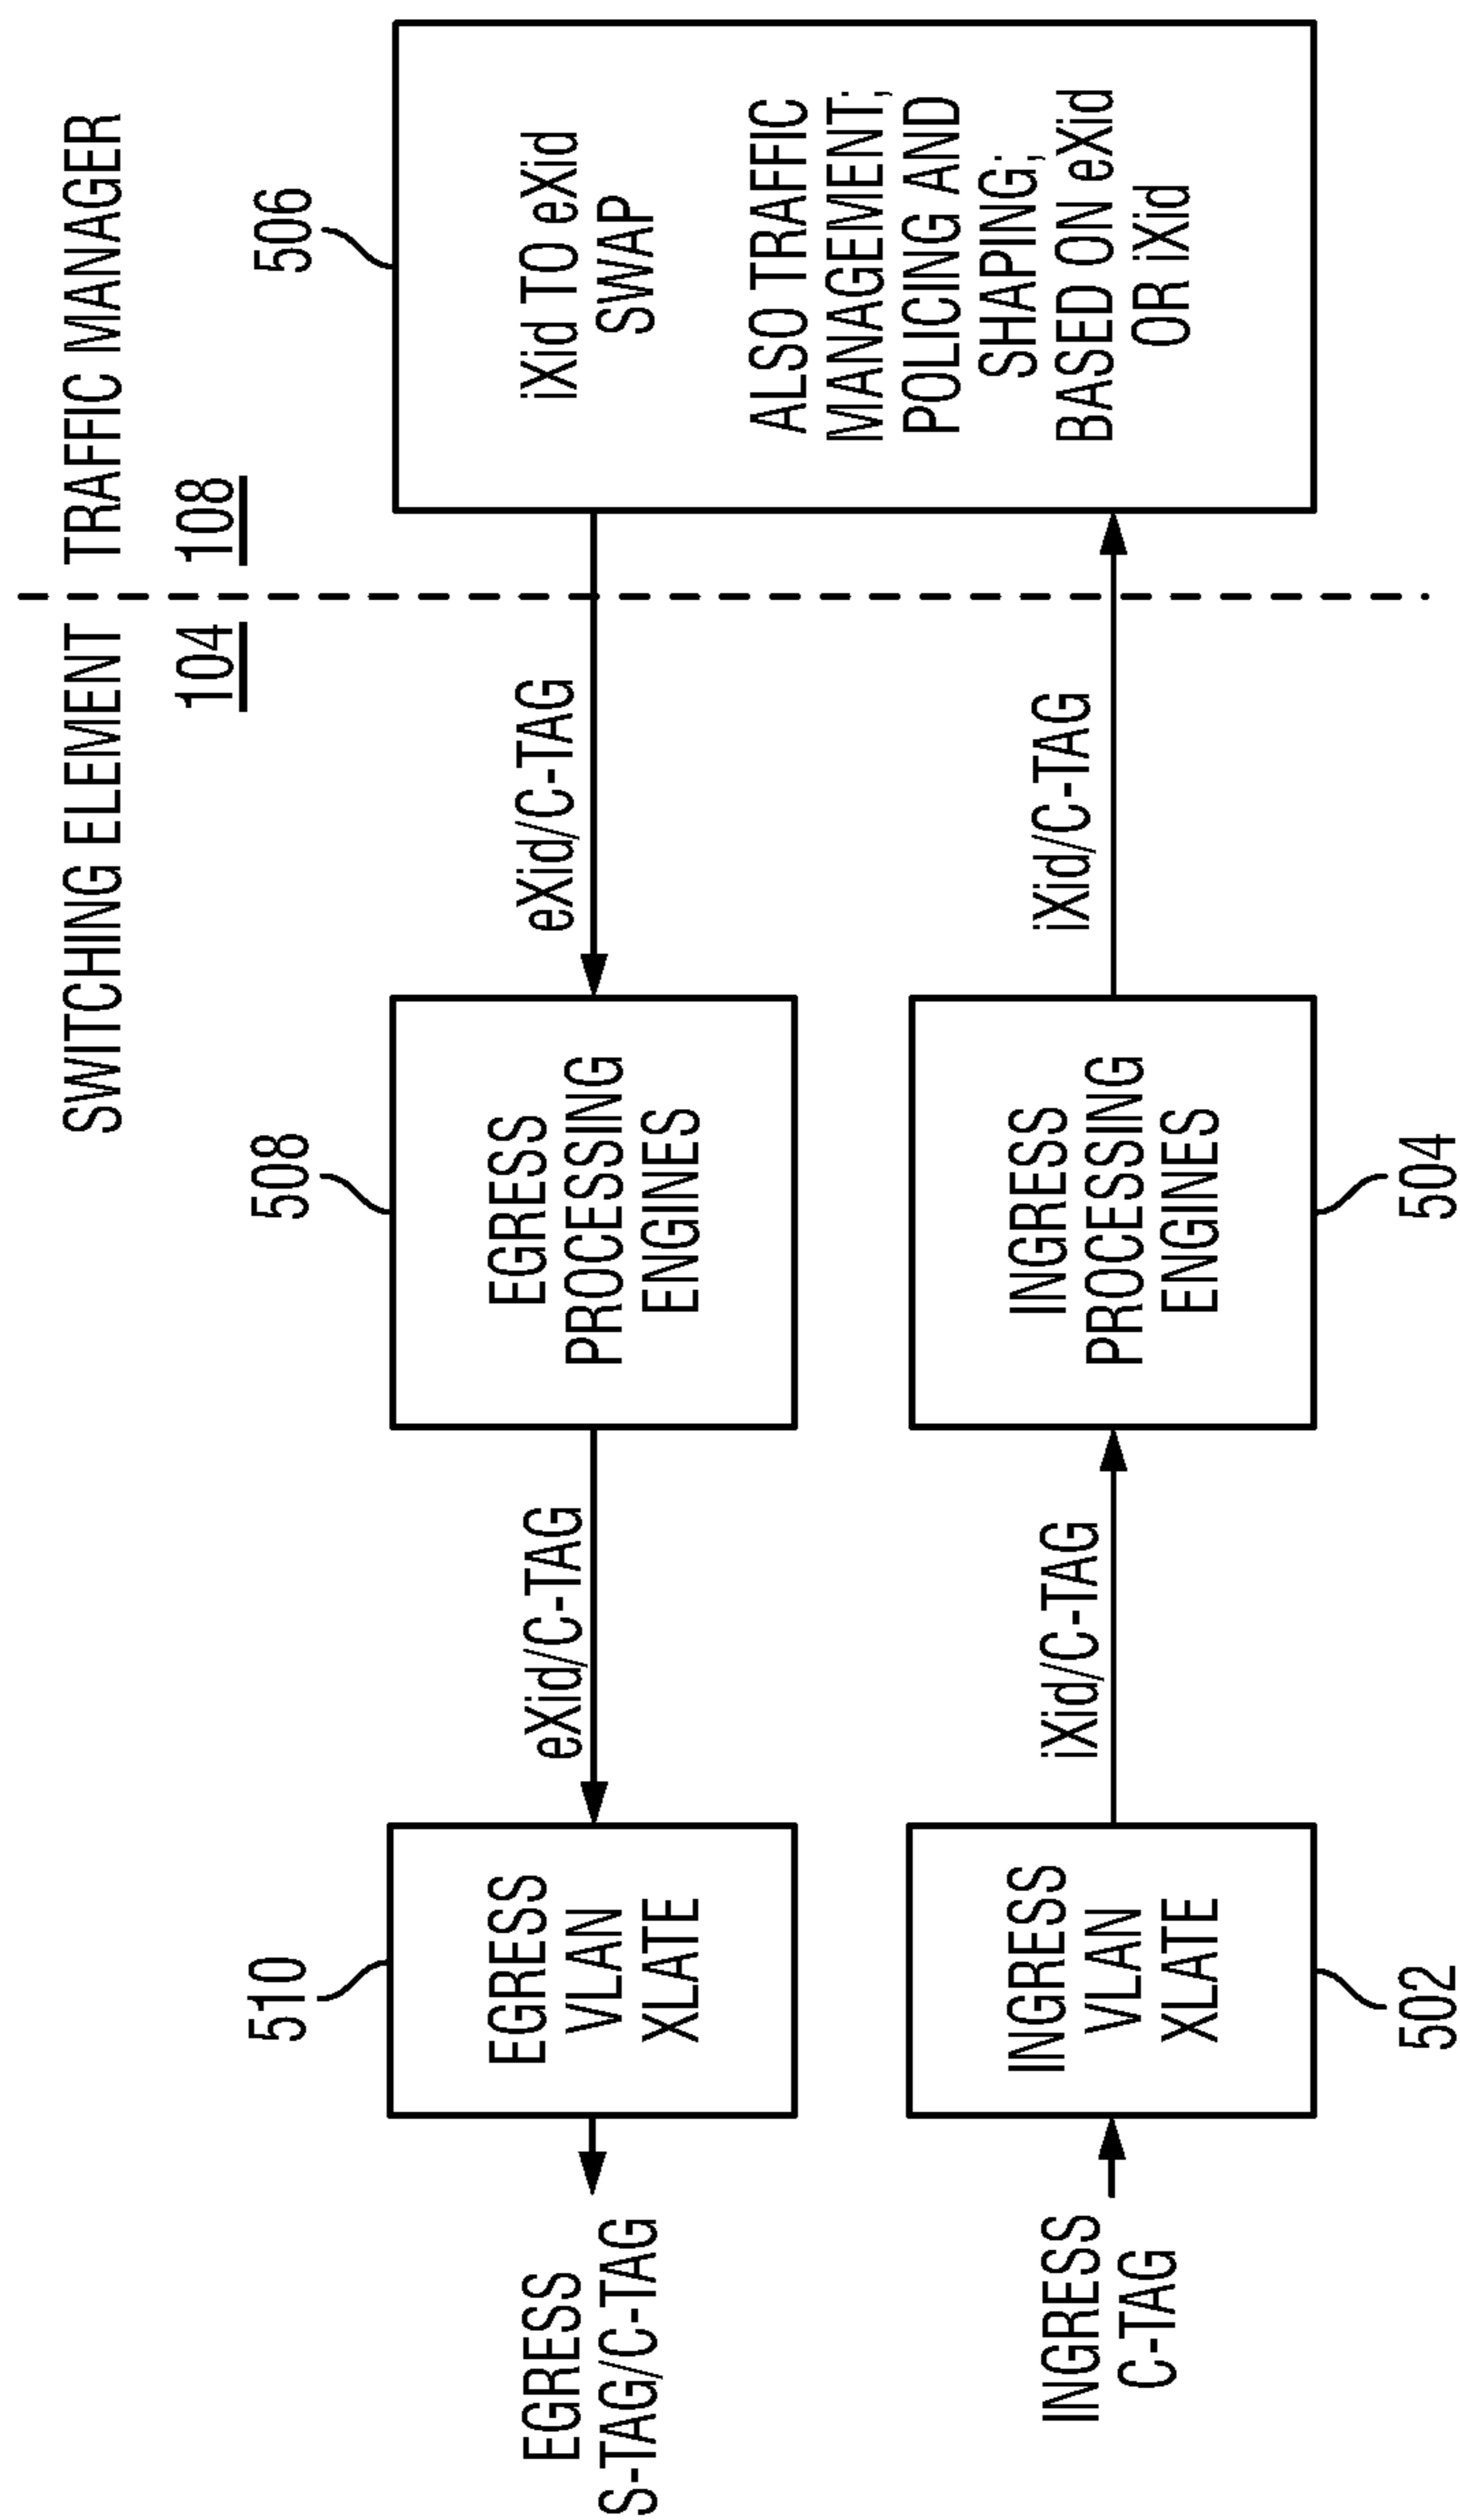 SWITCHING ELEMENT
104
TRAFFIC MANAGER
108
510
508
506
EGRESS
S-TAG/C-TAG
EGRESS
VLAN
XLATE
eXid/C-TAG
EGRESS
PROCESSING
ENGINES
eXid/C-TAG
iXid TO eXid
SWAP
ALSO TRAFFIC
MANAGEMENT;
POLICING AND
SHAPING;
BASED ON eXid
OR iXid
INGRESS
C-TAG
INGRESS
VLAN
XLATE
iXid/C-TAG
INGRESS
PROCESSING
ENGINES
iXid/C-TAG
502
504